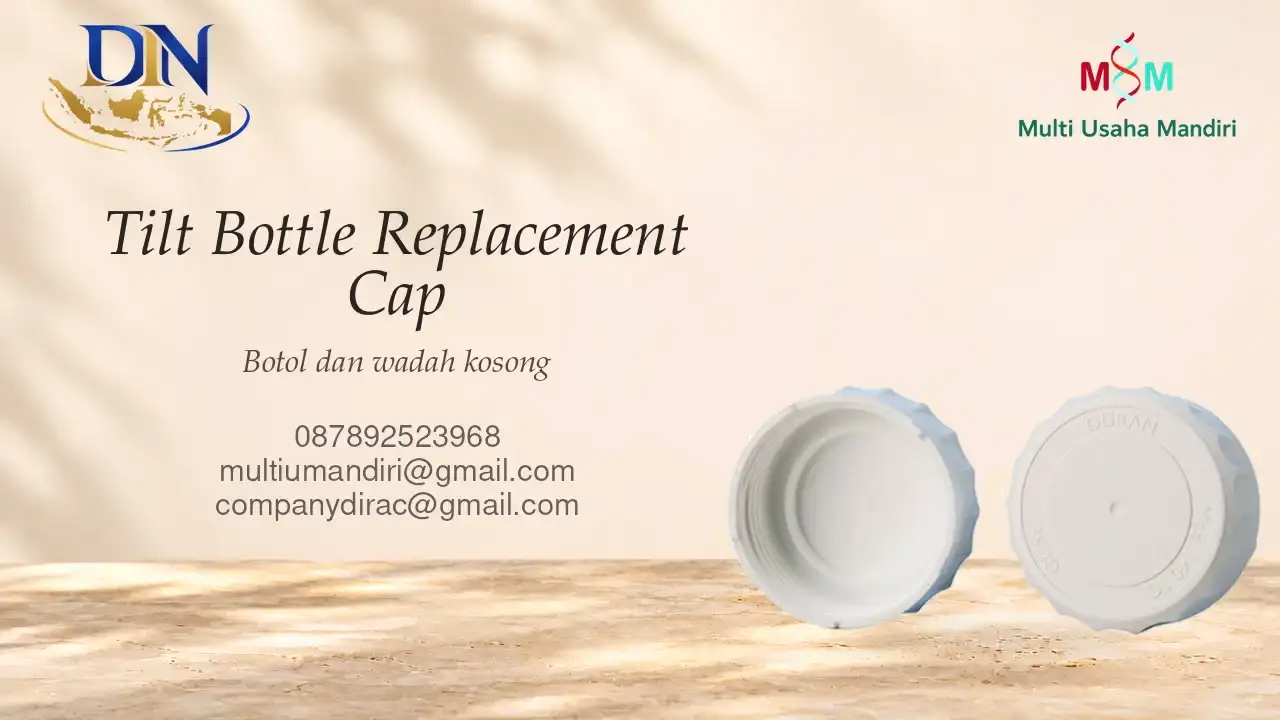 DIN
MSM
Multi Usaha Mandiri
Tilt Bottle Replacement
Cap
Botol dan wadah kosong
087892523968
multiumandiri@gmail.com
companydirac@gmail.com
DURAN